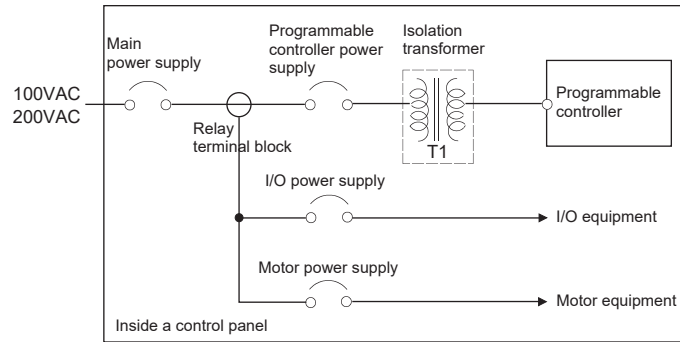 Main
power supply
Programmable
controller power
supply
Isolation
transformer
100VAC
200VAC
Relay
terminal block
T1
Programmable
controller
I/O power supply
I/O equipment
Motor power supply
Motor equipment
Inside a control panel